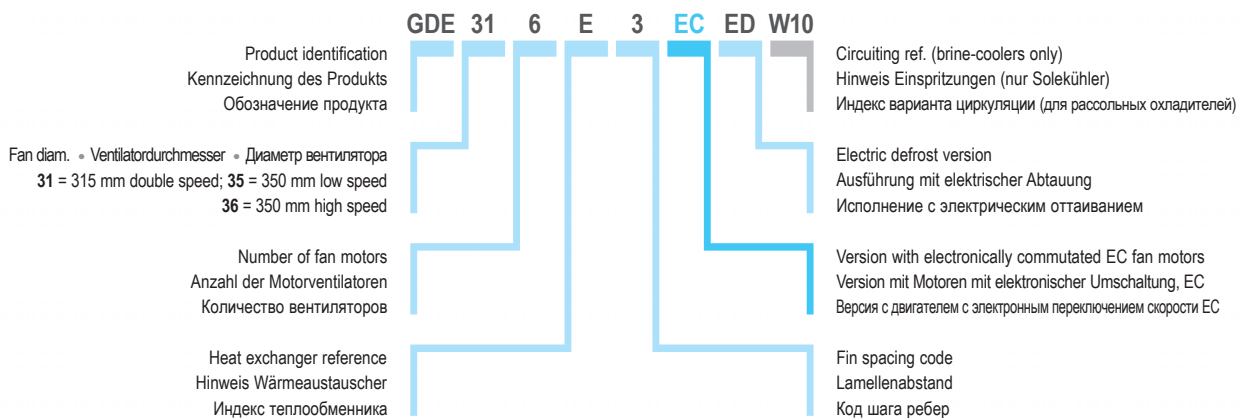 GDE 31 6 E 3 EC ED W10
Product identification
Kennzeichnung des Produkts
Обозначение продукта
Fan diam. • Ventilatordurchmesser • Диаметр вентилятора
31 = 315 mm double speed; 35 = 350 mm low speed
36 = 350 mm high speed
Number of fan motors
Anzahl der Motorventilatoren
Количество вентиляторов
Heat exchanger reference
Hinweis Wärmeaustauscher
Индекс теплообменника
Circuiting ref. (brine-coolers only)
Hinweis Einspritzungen (nur Solekühler)
Индекс варианта циркуляции (для рассольных охладителей)
Electric defrost version
Ausführung mit elektrischer Abtauung
Исполнение с электрическим оттаиванием
Version with electronically commutated EC fan motors
Version mit Motoren mit elektronischer Umschaltung, EC
Версия с двигателем с электронным переключением скорости EC
Fin spacing code
Lamellenabstand
Код шага ребер